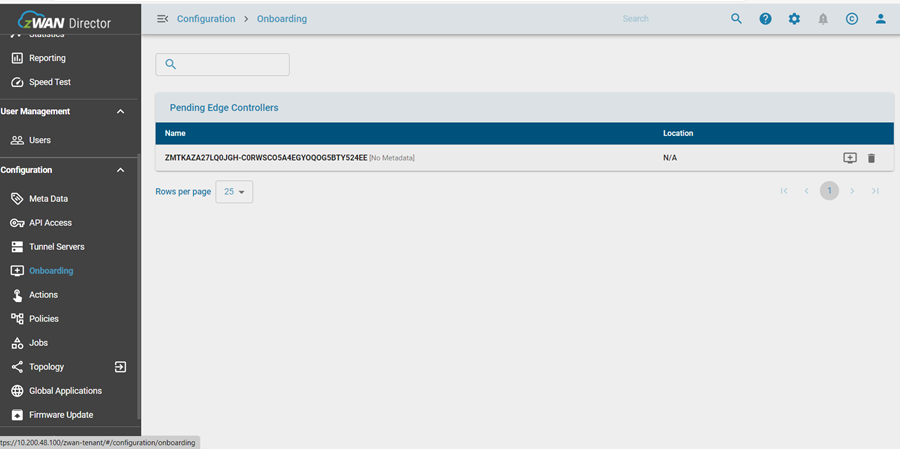 zWAN Director
Configuration > Onboarding
Search
Statistics
Reporting
Speed Test
User Management
Users
Configuration
Meta Data
API Access
Tunnel Servers
Onboarding
Actions
Policies
Jobs
Topology
Global Applications
Firmware Update
Pending Edge Controllers
Name Location
ZMTKAZA27LQ0JGH-C0RWSCO5A4EGYOQOG5BTY524EE [No Metadata] N/A
Rows per page 25
1
tps://10.200.48.100/zwan-tenant/#/configuration/onboarding